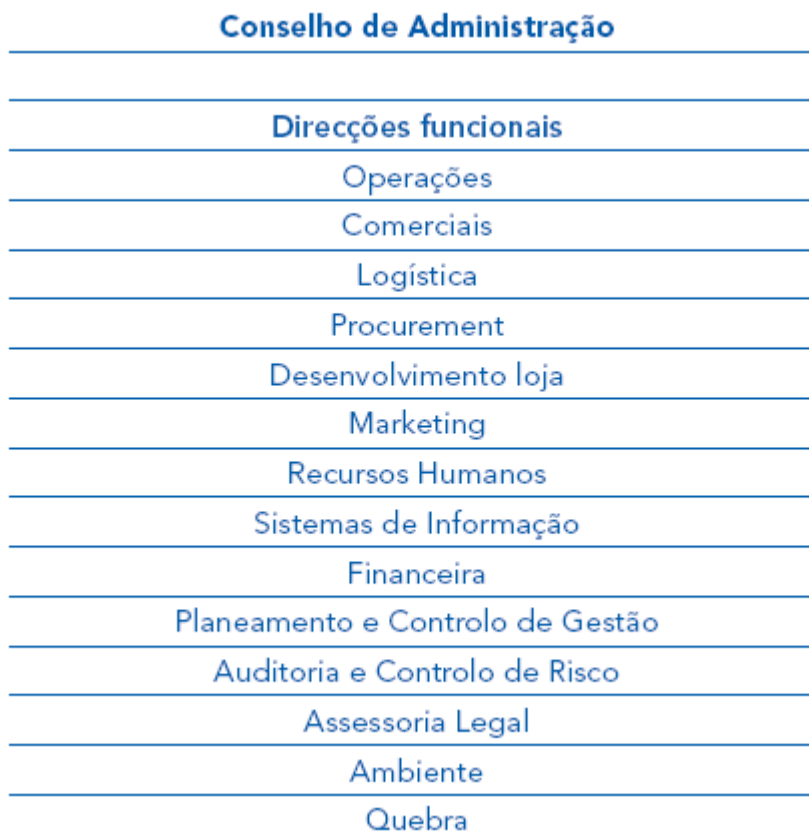 Conselho de Administração
Direcções funcionais
Operações
Comerciais
Logística
Procurement
Desenvolvimento loja
Marketing
Recursos Humanos
Sistemas de Informação
Financeira
Planeamento e Controlo de Gestão
Auditoria e Controlo de Risco
Assessoria Legal
Ambiente
Quebra